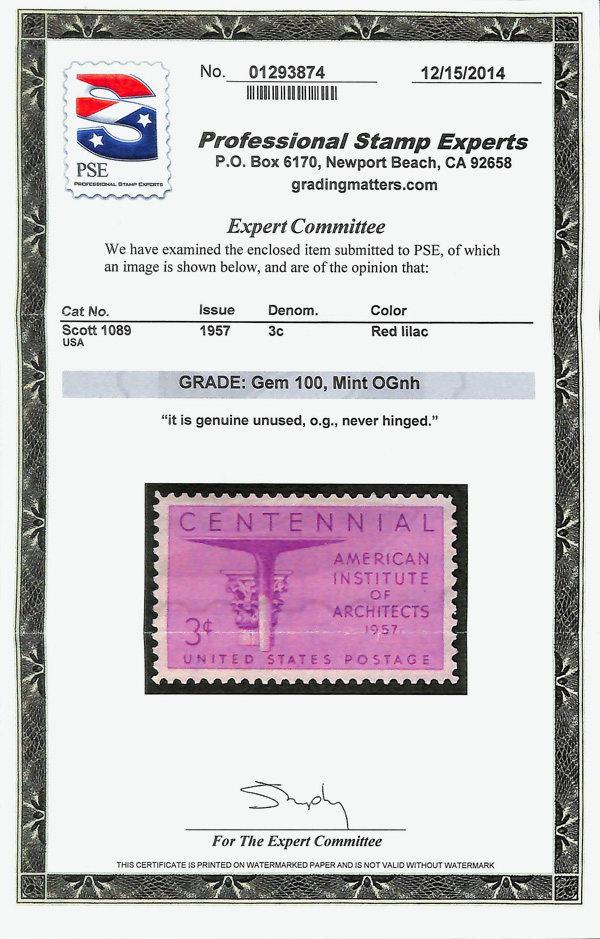 No. 01293874 12/15/2014
PSE
PROFESSIONAL STAMP EXPERTS
Professional Stamp Experts
P.O. Box 6170, Newport Beach, CA 92658
gradingmatters.com
Expert Committee
We have examined the enclosed item submitted to PSE, of which
an image is shown below, and are of the opinion that:
Cat No. Issue Denom. Color
Scott 1089 1957 3c Red lilac
USA
GRADE: Gem 100, Mint OGnh
“it is genuine unused, o.g., never hinged.”
CENTENNIAL
AMERICAN
INSTITUTE
OF
ARCHITECTS
1957
3¢
UNITED STATES POSTAGE
For The Expert Committee
THIS CERTIFICATE IS PRINTED ON WATERMARKED PAPER AND IS NOT VALID WITHOUT WATERMARK